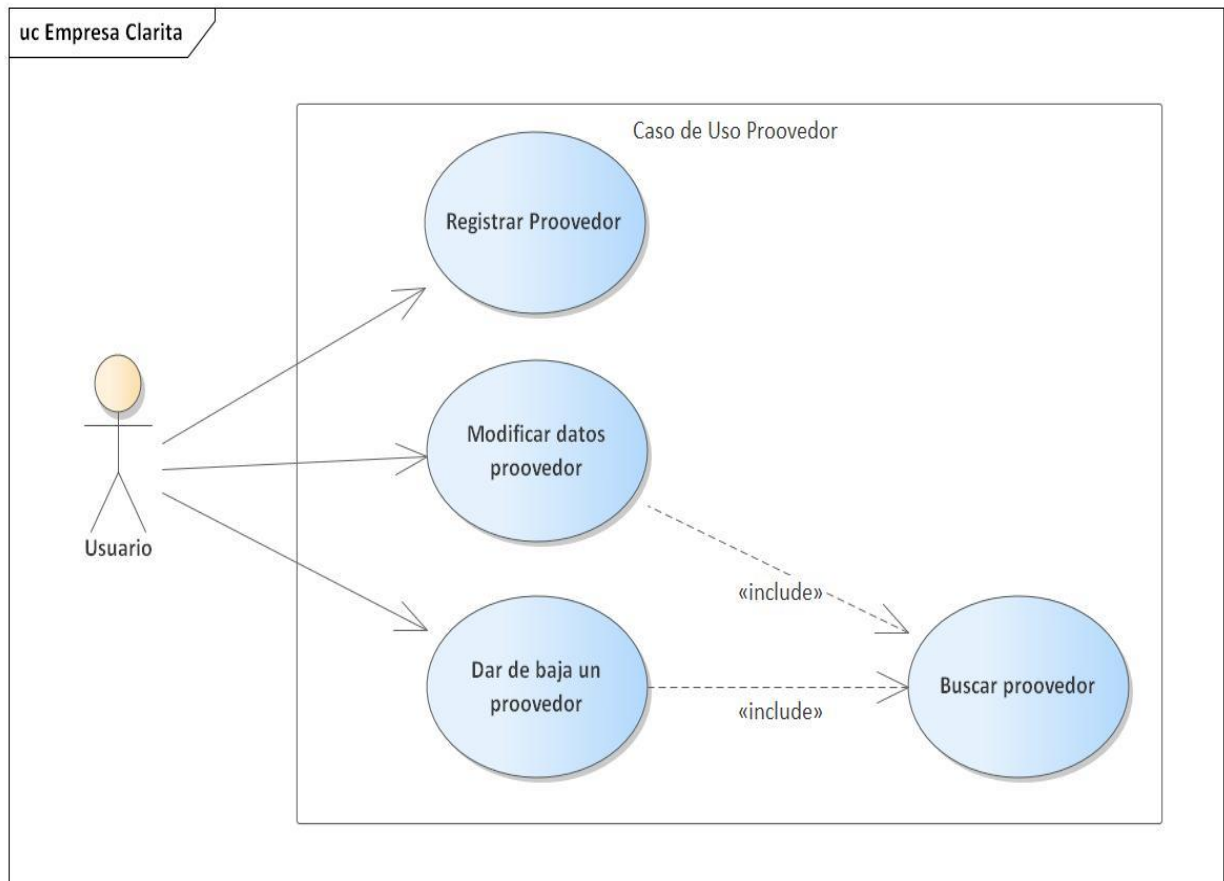 uc Empresa Clarita
Caso de Uso Proovedor
Registrar Proovedor
Modificar datos
proovedor
Usuario
«include»
Dar de baja un
proovedor
Buscar proovedor
«include»